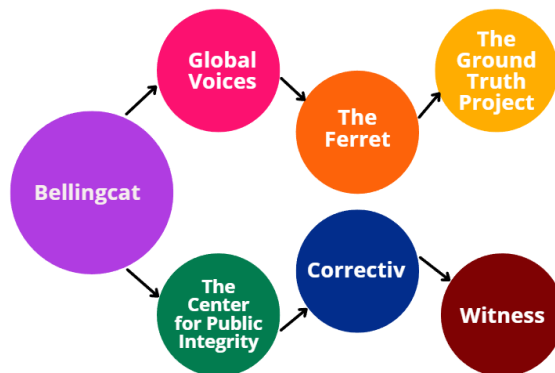 Bellingcat
Global
Voices
The
Ferret
The
Ground
Truth
Project
The
Center
for Public
Integrity
Correctiv
Witness